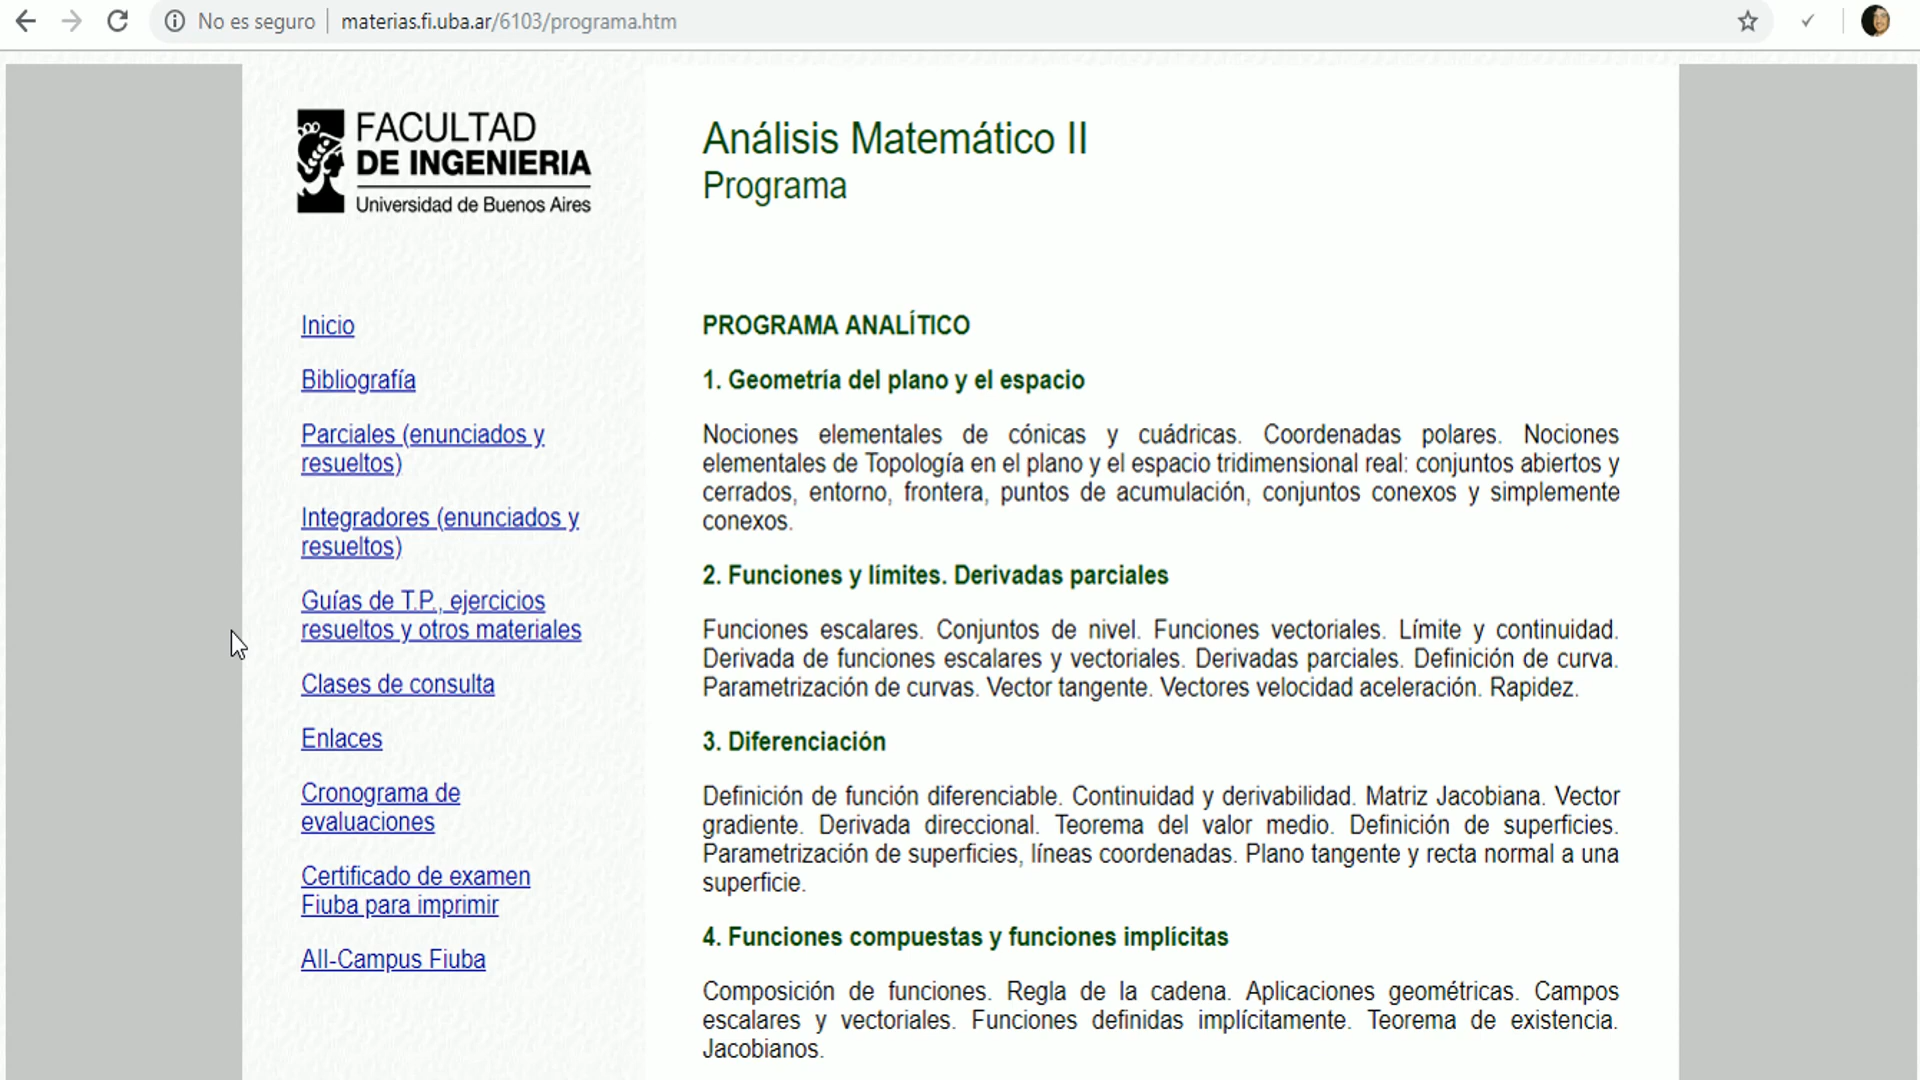 No es seguro
materias.fi.uba.ar/6103/programa.htm
FACULTAD
DE INGENIERIA
Universidad de Buenos Aires
Inicio
Bibliografía
Parciales (enunciados y
resueltos)
Integradores (enunciados y
resueltos)
Guías de T.P., ejercicios
resueltos y otros materiales
Clases de consulta
Enlaces
Cronograma de
evaluaciones
Certificado de examen
Fiuba para imprimir
All-Campus Fiuba
Análisis Matemático II
Programa
PROGRAMA ANALÍTICO
1. Geometría del plano y el espacio
Nociones elementales de cónicas y cuádricas. Coordenadas polares. Nociones
elementales de Topología en el plano y el espacio tridimensional real: conjuntos abiertos y
cerrados, entorno, frontera, puntos de acumulación, conjuntos conexos y simplemente
conexos.
2. Funciones y límites. Derivadas parciales
Funciones escalares. Conjuntos de nivel. Funciones vectoriales. Límite y continuidad.
Derivada de funciones escalares y vectoriales. Derivadas parciales. Definición de curva.
Parametrización de curvas. Vector tangente. Vectores velocidad aceleración. Rapidez.
3. Diferenciación
Definición de función diferenciable. Continuidad y derivabilidad. Matriz Jacobiana. Vector
gradiente. Derivada direccional. Teorema del valor medio. Definición de superficies.
Parametrización de superficies, líneas coordenadas. Plano tangente y recta normal a una
superficie.
4. Funciones compuestas y funciones implícitas
Composición de funciones. Regla de la cadena. Aplicaciones geométricas. Campos
escalares y vectoriales. Funciones definidas implícitamente. Teorema de existencia.
Jacobianos.